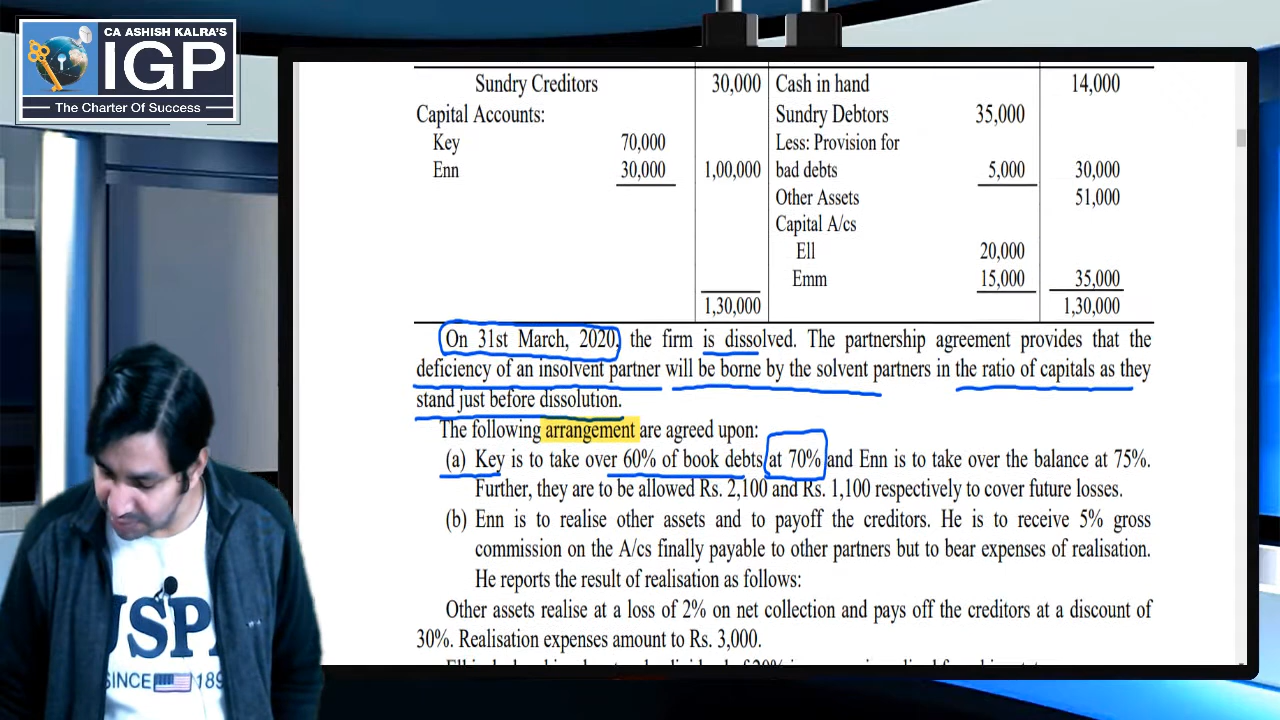 CA ASHISH KALRA'S
IGP
The Charter Of Success
Sundry Creditors 30,000 Cash in hand 14,000
Capital Accounts: Sundry Debtors 35,000
Key 70,000 Less: Provision for
Enn 30,000 1,00,000 bad debts 5,000 30,000
Other Assets 51,000
Capital A/cs
Ell 20,000
Emm 15,000 35,000
1,30,000 1,30,000
On 31st March, 2020, the firm is dissolved. The partnership agreement provides that the
deficiency of an insolvent partner will be borne by the solvent partners in the ratio of capitals as they
stand just before dissolution.
The following arrangement are agreed upon:
(a) Key is to take over 60% of book debts at 70% and Enn is to take over the balance at 75%.
Further, they are to be allowed Rs. 2,100 and Rs. 1,100 respectively to cover future losses.
(b) Enn is to realise other assets and to payoff the creditors. He is to receive 5% gross
commission on the A/cs finally payable to other partners but to bear expenses of realisation.
He reports the result of realisation as follows:
Other assets realise at a loss of 2% on net collection and pays off the creditors at a discount of
30%. Realisation expenses amount to Rs. 3,000.
USPA
SINCE 189